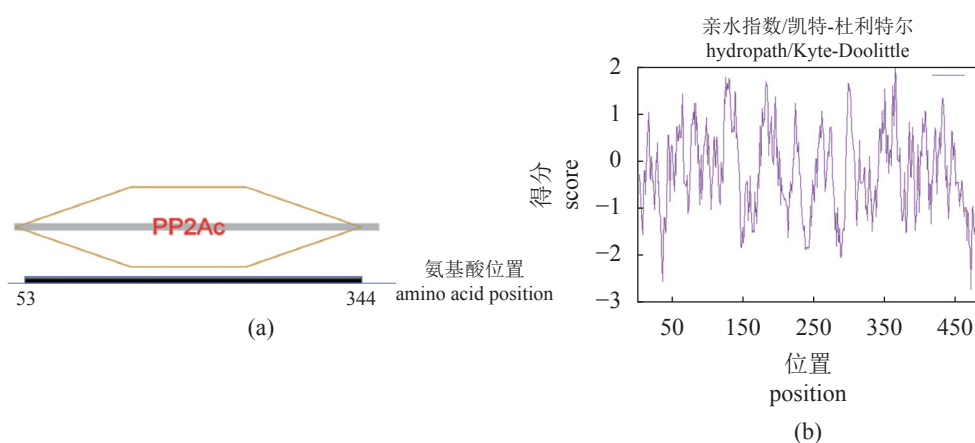 PP2Ac
53
344
氨基酸位置
amino acid position
(a)
亲水指数/凯特-杜利特尔
hydropath/Kyte-Doolittle
2
1
0
−1
−2
−3
得分
score
50
150
250
350
450
位置
position
(b)